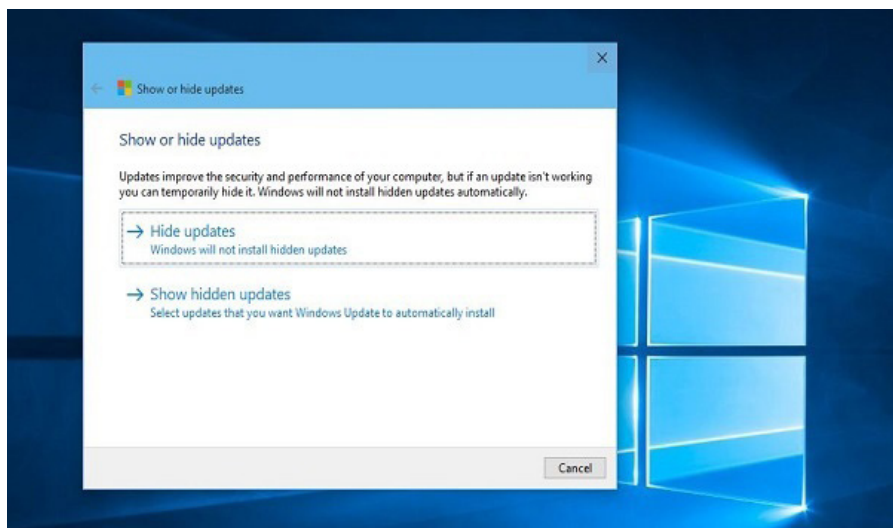 Show or hide updates
Show or hide updates
Updates improve the security and performance of your computer, but if an update isn't working
you can temporarily hide it. Windows will not install hidden updates automatically.
Hide updates
Windows will not install hidden updates
Show hidden updates
Select updates that you want Windows Update to automatically install
Cancel